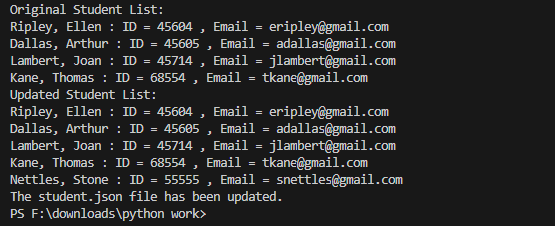 Original Student List:
Ripley, Ellen : ID = 45604 , Email = eripley@gmail.com
Dallas, Arthur : ID = 45605 , Email = adallas@gmail.com
Lambert, Joan : ID = 45714 , Email = jlambert@gmail.com
Kane, Thomas : ID = 68554 , Email = tkane@gmail.com
Updated Student List:
Ripley, Ellen : ID = 45604 , Email = eripley@gmail.com
Dallas, Arthur : ID = 45605 , Email = adallas@gmail.com
Lambert, Joan : ID = 45714 , Email = jlambert@gmail.com
Kane, Thomas : ID = 68554 , Email = tkane@gmail.com
Nettles, Stone : ID = 55555 , Email = snettles@gmail.com
The student.json file has been updated.
PS F:\downloads\python work>